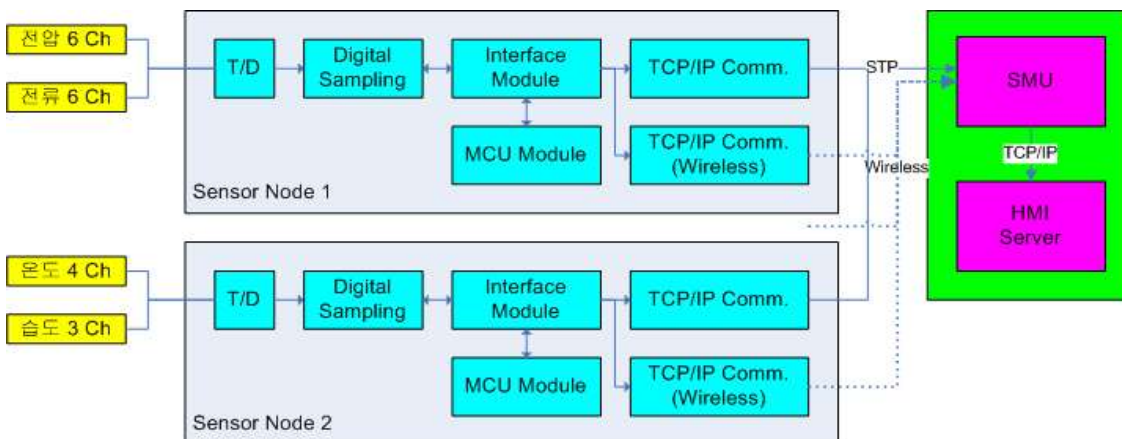 전압 6 Ch
전류 6 Ch
T/D
Digital
Sampling
Interface
Module
TCP/IP Comm.
MCU Module
TCP/IP Comm.
(Wireless)
Sensor Node 1
STP
Wireless
SMU
TCP/IP
HMI
Server
온도 4 Ch
습도 3 Ch
T/D
Digital
Sampling
Interface
Module
TCP/IP Comm.
MCU Module
TCP/IP Comm.
(Wireless)
Sensor Node 2